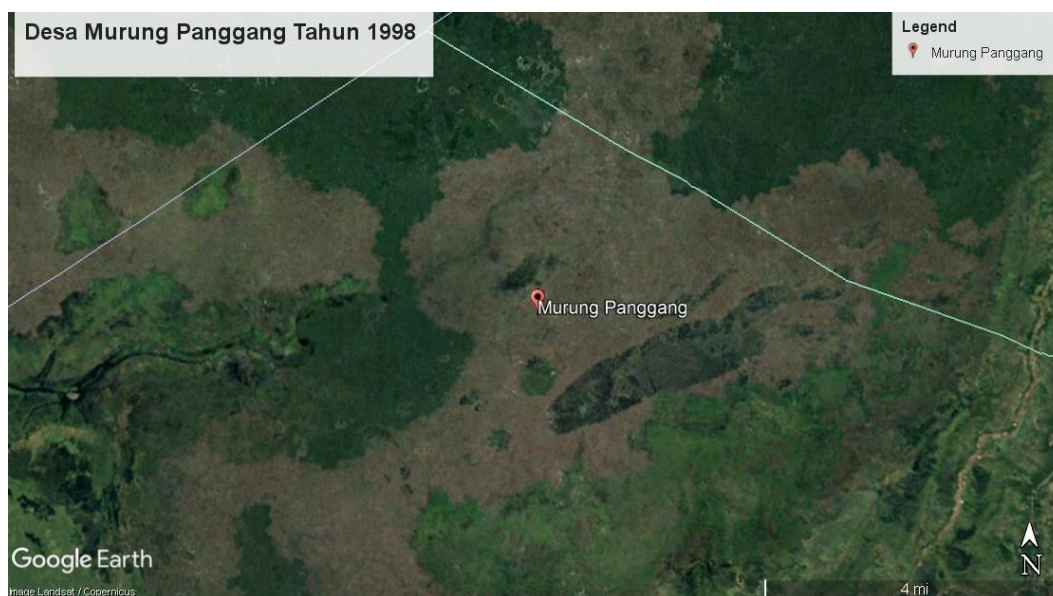 Desa Murung Panggang Tahun 1998
Legend
Murung Panggang
Murung Panggang
Google Earth
Image Landsat / Copernicus
N
4 mi